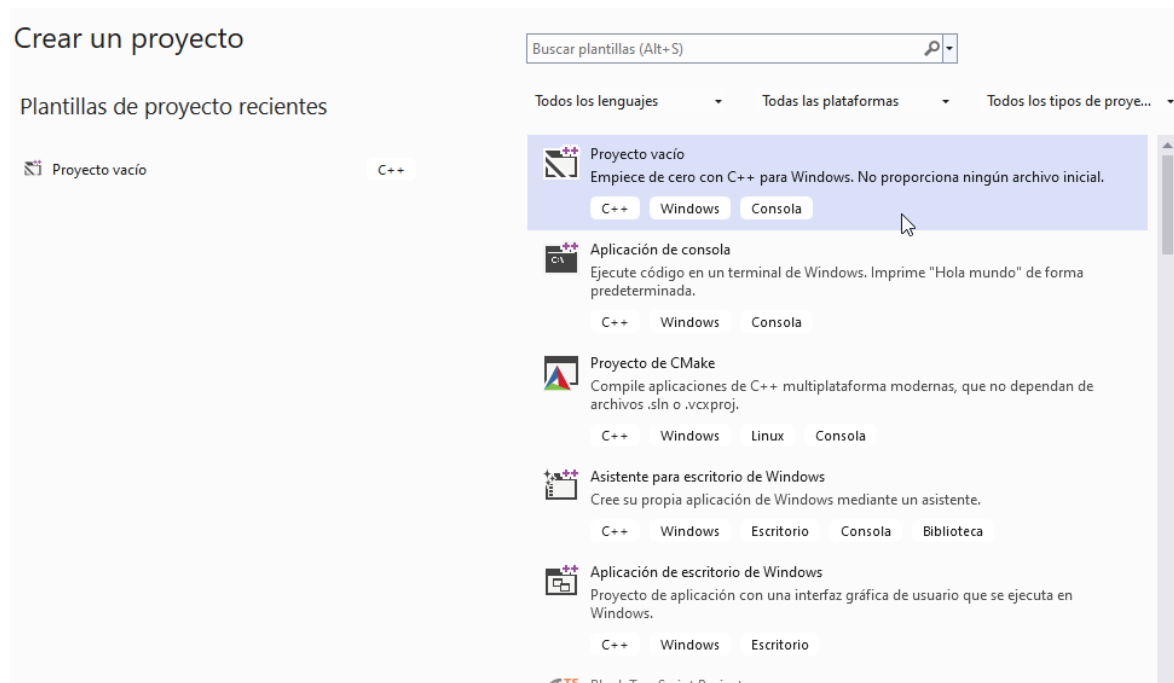 Crear un proyecto
Buscar plantillas (Alt+S)
Plantillas de proyecto recientes
Proyecto vacío C++
Todos los lenguajes Todas las plataformas Todos los tipos de proye...
Proyecto vacío
Empiece de cero con C++ para Windows. No proporciona ningún archivo inicial.
C++ Windows Consola
Aplicación de consola
Ejecute código en un terminal de Windows. Imprime "Hola mundo" de forma
predeterminada.
C++ Windows Consola
Proyecto de CMake
Compile aplicaciones de C++ multiplataforma modernas, que no dependan de
archivos .sln o .vcxproj.
C++ Windows Linux Consola
Asistente para escritorio de Windows
Cree su propia aplicación de Windows mediante un asistente.
C++ Windows Escritorio Consola Biblioteca
Aplicación de escritorio de Windows
Proyecto de aplicación con una interfaz gráfica de usuario que se ejecuta en
Windows.
C++ Windows Escritorio